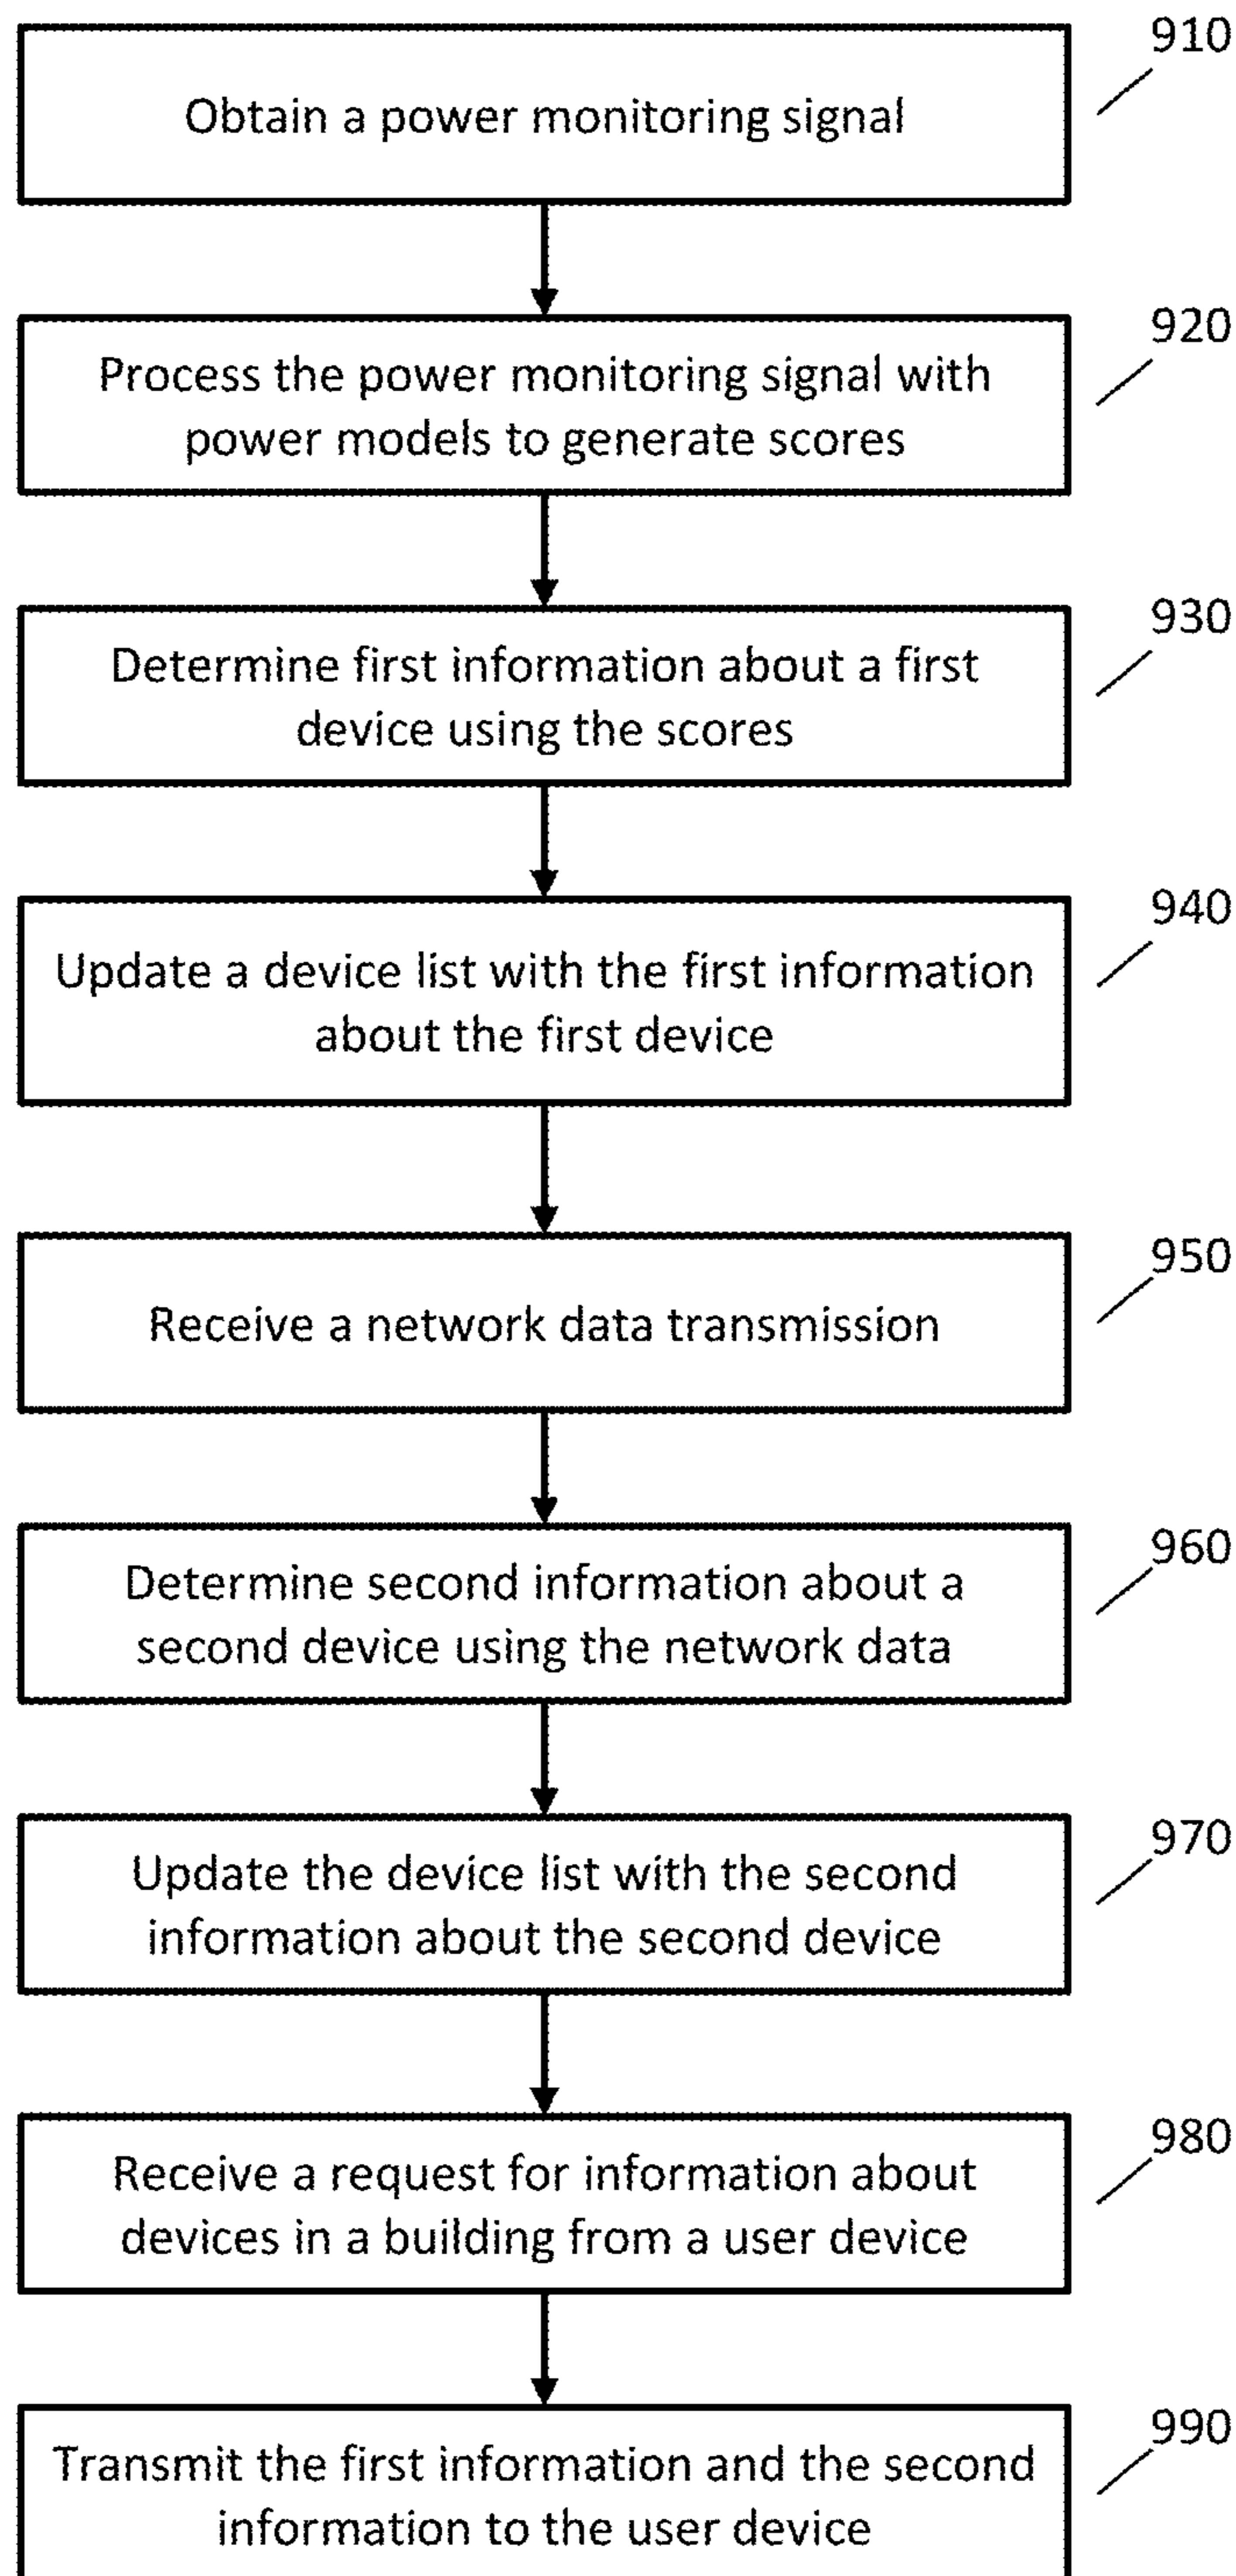 910
Obtain a power monitoring signal
920
Process the power monitoring signal with
power models to generate scores
930
Determine first information about a first
device using the scores
940
Update a device list with the first information
about the first device
950
Receive a network data transmission
960
Determine second information about a
second device using the network data
970
Update the device list with the second
information about the second device
980
Receive a request for information about
devices in a building from a user device
990
Transmit the first information and the second
information to the user device